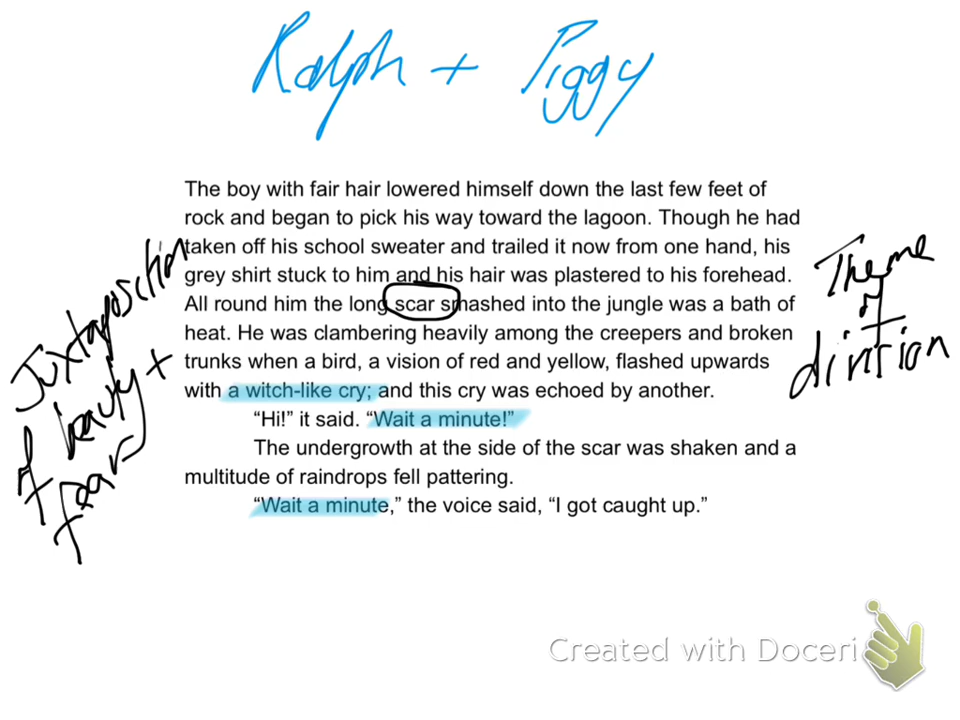 Ralph + Piggy
The boy with fair hair lowered himself down the last few feet of
rock and began to pick his way toward the lagoon. Though he had
taken off his school sweater and trailed it now from one hand, his
grey shirt stuck to him and his hair was plastered to his forehead.
All round him the long scar smashed into the jungle was a bath of
heat. He was clambering heavily among the creepers and broken
trunks when a bird, a vision of red and yellow, flashed upwards
with a witch-like cry; and this cry was echoed by another.
“Hi!” it said. “Wait a minute!”
The undergrowth at the side of the scar was shaken and a
multitude of raindrops fell pattering.
“Wait a minute,” the voice said, “I got caught up.”
Juxtaposition
of beauty +
fear
Theme
of
Created with Doceri